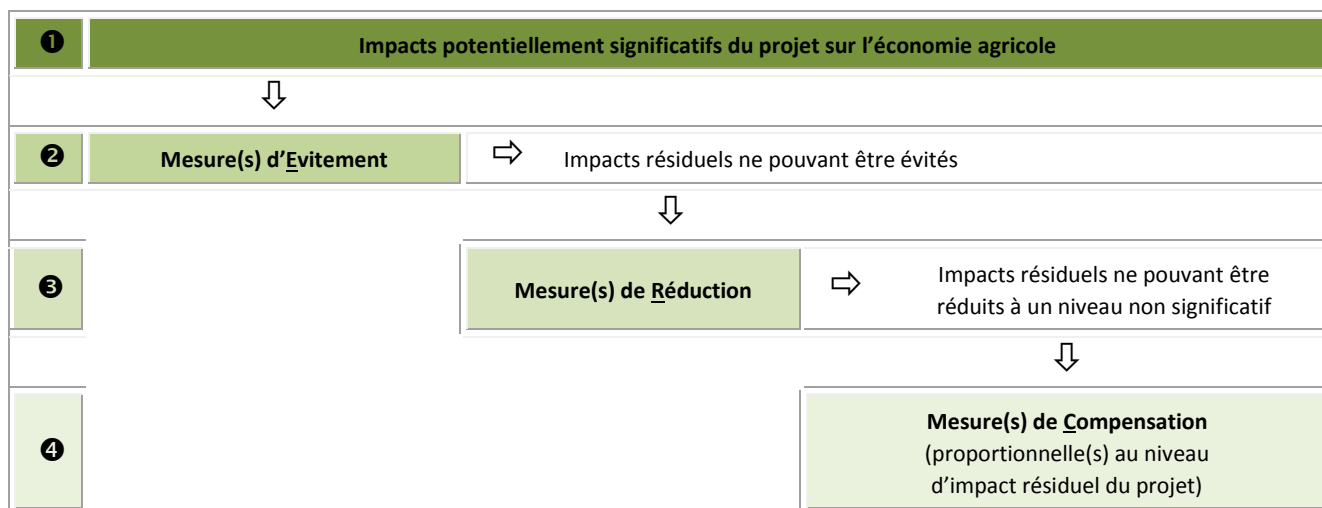 ❶ Impacts potentiellement significatifs du projet sur l’économie agricole
⇩
❷ Mesure(s) d’Evitement ⇨ Impacts résiduels ne pouvant être évités
⇩
❸ Mesure(s) de Réduction ⇨ Impacts résiduels ne pouvant être
réduits à un niveau non significatif
⇩
❹ Mesure(s) de Compensation
(proportionnelle(s) au niveau
d’impact résiduel du projet)